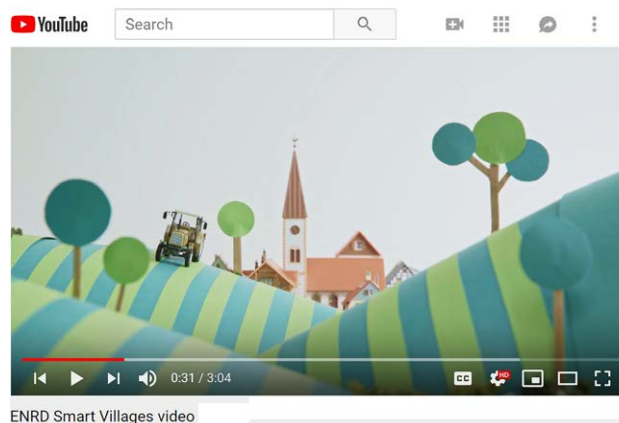 YouTube
Search
0:31 / 3:04
CC
HD
ENRD Smart Villages video